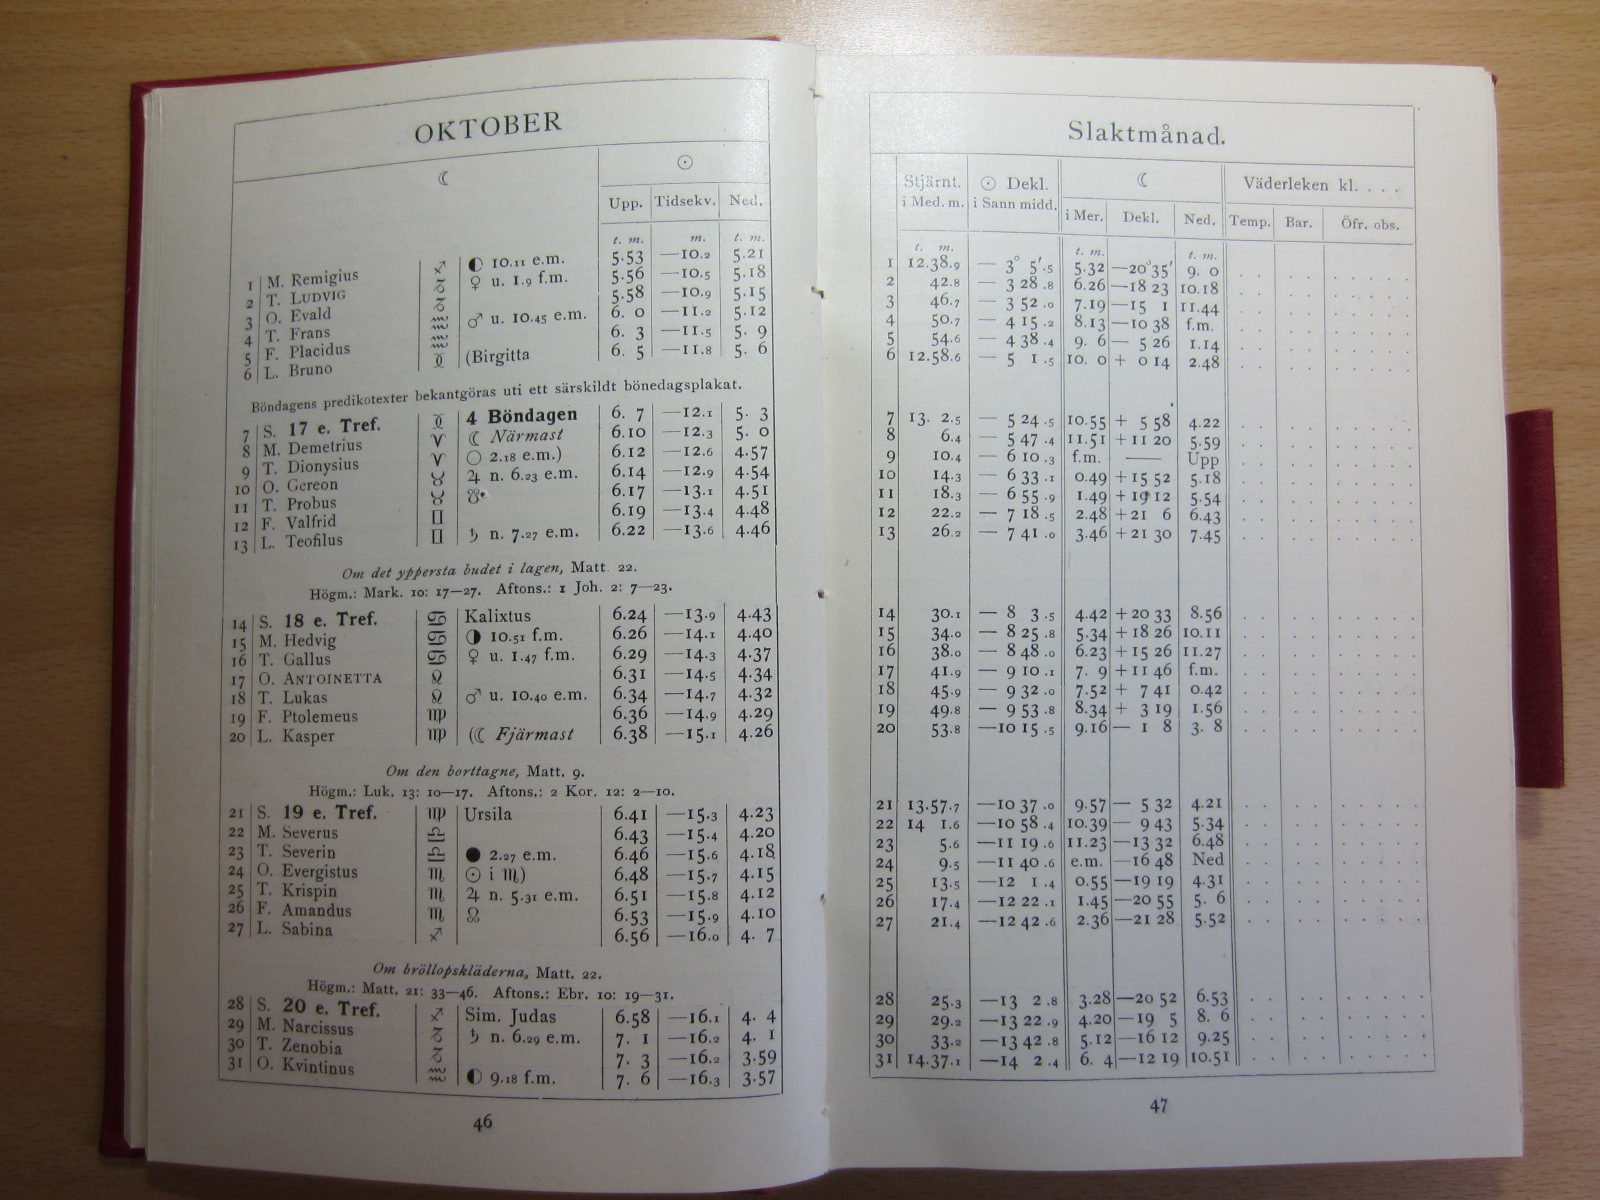 OKTOBER
☾ ☉
Upp. Tidsekv. Ned.
t. m. m. t. m.
1 M. Remigius ♐ ◐ 10.11 e.m. 5.53 —10.2 5.21
2 T. LUDVIG ♑ ♀ u. 1.9 f.m. 5.56 —10.5 5.18
3 O. Evald ♑ 5.58 —10.9 5.15
4 T. Frans ♒ ♂ u. 10.45 e.m. 6. 0 —11.2 5.12
5 F. Placidus ♒ 6. 3 —11.5 5. 9
6 L. Bruno ♓ (Birgitta 6. 5 —11.8 5. 6
Böndagens predikotexter bekantgöras uti ett särskildt bönedagsplakat.
7 S. 17 e. Tref. ♓ 4 Böndagen 6. 7 —12.1 5. 3
8 M. Demetrius ♈ ☾ Närmast 6.10 —12.3 5. 0
9 T. Dionysius ♈ ○ 2.18 e.m.) 6.12 —12.6 4.57
10 O. Gereon ♉ ♃ n. 6.23 e.m. 6.14 —12.9 4.54
11 T. Probus ♉ ☋ 6.17 —13.1 4.51
12 F. Valfrid ♊ 6.19 —13.4 4.48
13 L. Teofilus ♊ ♄ n. 7.27 e.m. 6.22 —13.6 4.46
Om det yppersta budet i lagen, Matt 22.
Högm.: Mark. 10: 17—27. Aftons.: 1 Joh. 2: 7—23.
14 S. 18 e. Tref. ♋ Kalixtus 6.24 —13.9 4.43
15 M. Hedvig ♋ ◑ 10.51 f.m. 6.26 —14.1 4.40
16 T. Gallus ♋ ♀ u. 1.47 f.m. 6.29 —14.3 4.37
17 O. ANTOINETTA ♌ 6.31 —14.5 4.34
18 T. Lukas ♌ ♂ u. 10.40 e.m. 6.34 —14.7 4.32
19 F. Ptolemeus ♍ 6.36 —14.9 4.29
20 L. Kasper ♍ (☾ Fjärmast 6.38 —15.1 4.26
Om den borttagne, Matt. 9.
Högm.: Luk. 13: 10—17. Aftons.: 2 Kor. 12: 2—10.
21 S. 19 e. Tref. ♍ Ursila 6.41 —15.3 4.23
22 M. Severus ♎ 6.43 —15.4 4.20
23 T. Severin ♎ ● 2.27 e.m. 6.46 —15.6 4.18
24 O. Evergistus ♏ ☉ i ♏) 6.48 —15.7 4.15
25 T. Krispin ♏ ♃ n. 5.31 e.m. 6.51 —15.8 4.12
26 F. Amandus ♏ ☊ 6.53 —15.9 4.10
27 L. Sabina ♐ 6.56 —16.0 4. 7
Om bröllopskläderna, Matt. 22.
Högm.: Matt. 21: 33—46. Aftons.: Ebr. 10: 19—31.
28 S. 20 e. Tref. ♐ Sim. Judas 6.58 —16.1 4. 4
29 M. Narcissus ♑ ♄ n. 6.29 e.m. 7. 1 —16.2 4. 1
30 T. Zenobia ♑ 7. 3 —16.2 3.59
31 O. Kvintinus ♒ ◐ 9.18 f.m. 7. 6 —16.3 3.57
46
Slaktmånad.
Stjärnt. ☉ Dekl. ☾ Väderleken kl. . . .
i Med. m. i Sann midd. i Mer. Dekl. Ned. Temp. Bar. Öfr. obs.
t. m. t. m. t. m.
1 12.38.9 — 3° 5'.5 5.32 —20°35' 9. 0
2 42.8 — 3 28.8 6.26 —18 23 10.18
3 46.7 — 3 52.0 7.19 —15 1 11.44
4 50.7 — 4 15.2 8.13 —10 38 f.m.
5 54.6 — 4 38.4 9. 6 — 5 26 1.14
6 12.58.6 — 5 1.5 10. 0 + 0 14 2.48
7 13. 2.5 — 5 24.5 10.55 + 5 58 4.22
8 6.4 — 5 47.4 11.51 +11 20 5.59
9 10.4 — 6 10.3 f.m. —— Upp
10 14.3 — 6 33.1 0.49 +15 52 5.18
11 18.3 — 6 55.9 1.49 +19 12 5.54
12 22.2 — 7 18.5 2.48 +21 6 6.43
13 26.2 — 7 41.0 3.46 +21 30 7.45
14 30.1 — 8 3.5 4.42 +20 33 8.56
15 34.0 — 8 25.8 5.34 +18 26 10.11
16 38.0 — 8 48.0 6.23 +15 26 11.27
17 41.9 — 9 10.1 7. 9 +11 46 f.m.
18 45.9 — 9 32.0 7.52 + 7 41 0.42
19 49.8 — 9 53.8 8.34 + 3 19 1.56
20 53.8 —10 15.5 9.16 — 1 8 3. 8
21 13.57.7 —10 37.0 9.57 — 5 32 4.21
22 14 1.6 —10 58.4 10.39 — 9 43 5.34
23 5.6 —11 19.6 11.23 —13 32 6.48
24 9.5 —11 40.6 e.m. —16 48 Ned
25 13.5 —12 1.4 0.55 —19 19 4.31
26 17.4 —12 22.1 1.45 —20 55 5. 6
27 21.4 —12 42.6 2.36 —21 28 5.52
28 25.3 —13 2.8 3.28 —20 52 6.53
29 29.2 —13 22.9 4.20 —19 5 8. 6
30 33.2 —13 42.8 5.12 —16 12 9.25
31 14.37.1 —14 2.4 6. 4 —12 19 10.51
47